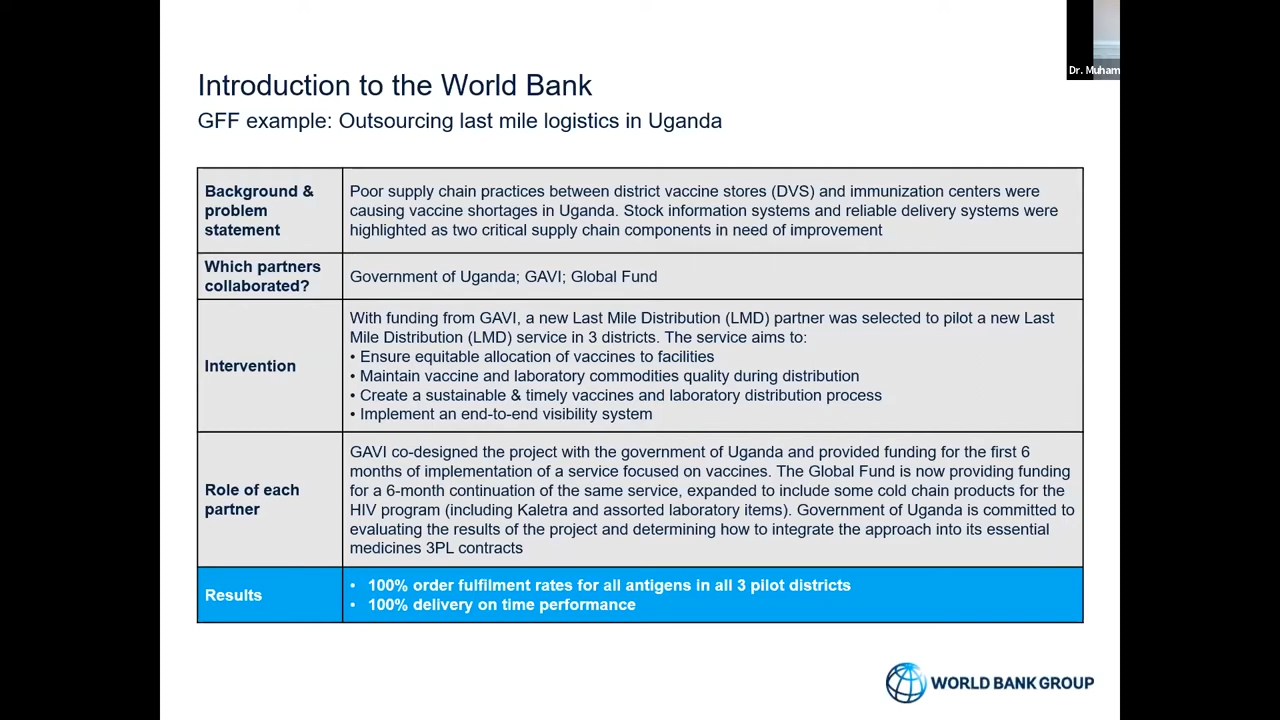 Dr. Muham
Introduction to the World Bank
GFF example: Outsourcing last mile logistics in Uganda
Background &
problem
statement
Poor supply chain practices between district vaccine stores (DVS) and immunization centers were
causing vaccine shortages in Uganda. Stock information systems and reliable delivery systems were
highlighted as two critical supply chain components in need of improvement
Which partners
collaborated?
Government of Uganda; GAVI; Global Fund
Intervention
With funding from GAVI, a new Last Mile Distribution (LMD) partner was selected to pilot a new Last
Mile Distribution (LMD) service in 3 districts. The service aims to:
• Ensure equitable allocation of vaccines to facilities
• Maintain vaccine and laboratory commodities quality during distribution
• Create a sustainable & timely vaccines and laboratory distribution process
• Implement an end-to-end visibility system
Role of each
partner
GAVI co-designed the project with the government of Uganda and provided funding for the first 6
months of implementation of a service focused on vaccines. The Global Fund is now providing funding
for a 6-month continuation of the same service, expanded to include some cold chain products for the
HIV program (including Kaletra and assorted laboratory items). Government of Uganda is committed to
evaluating the results of the project and determining how to integrate the approach into its essential
medicines 3PL contracts
Results
• 100% order fulfilment rates for all antigens in all 3 pilot districts
• 100% delivery on time performance
WORLD BANK GROUP